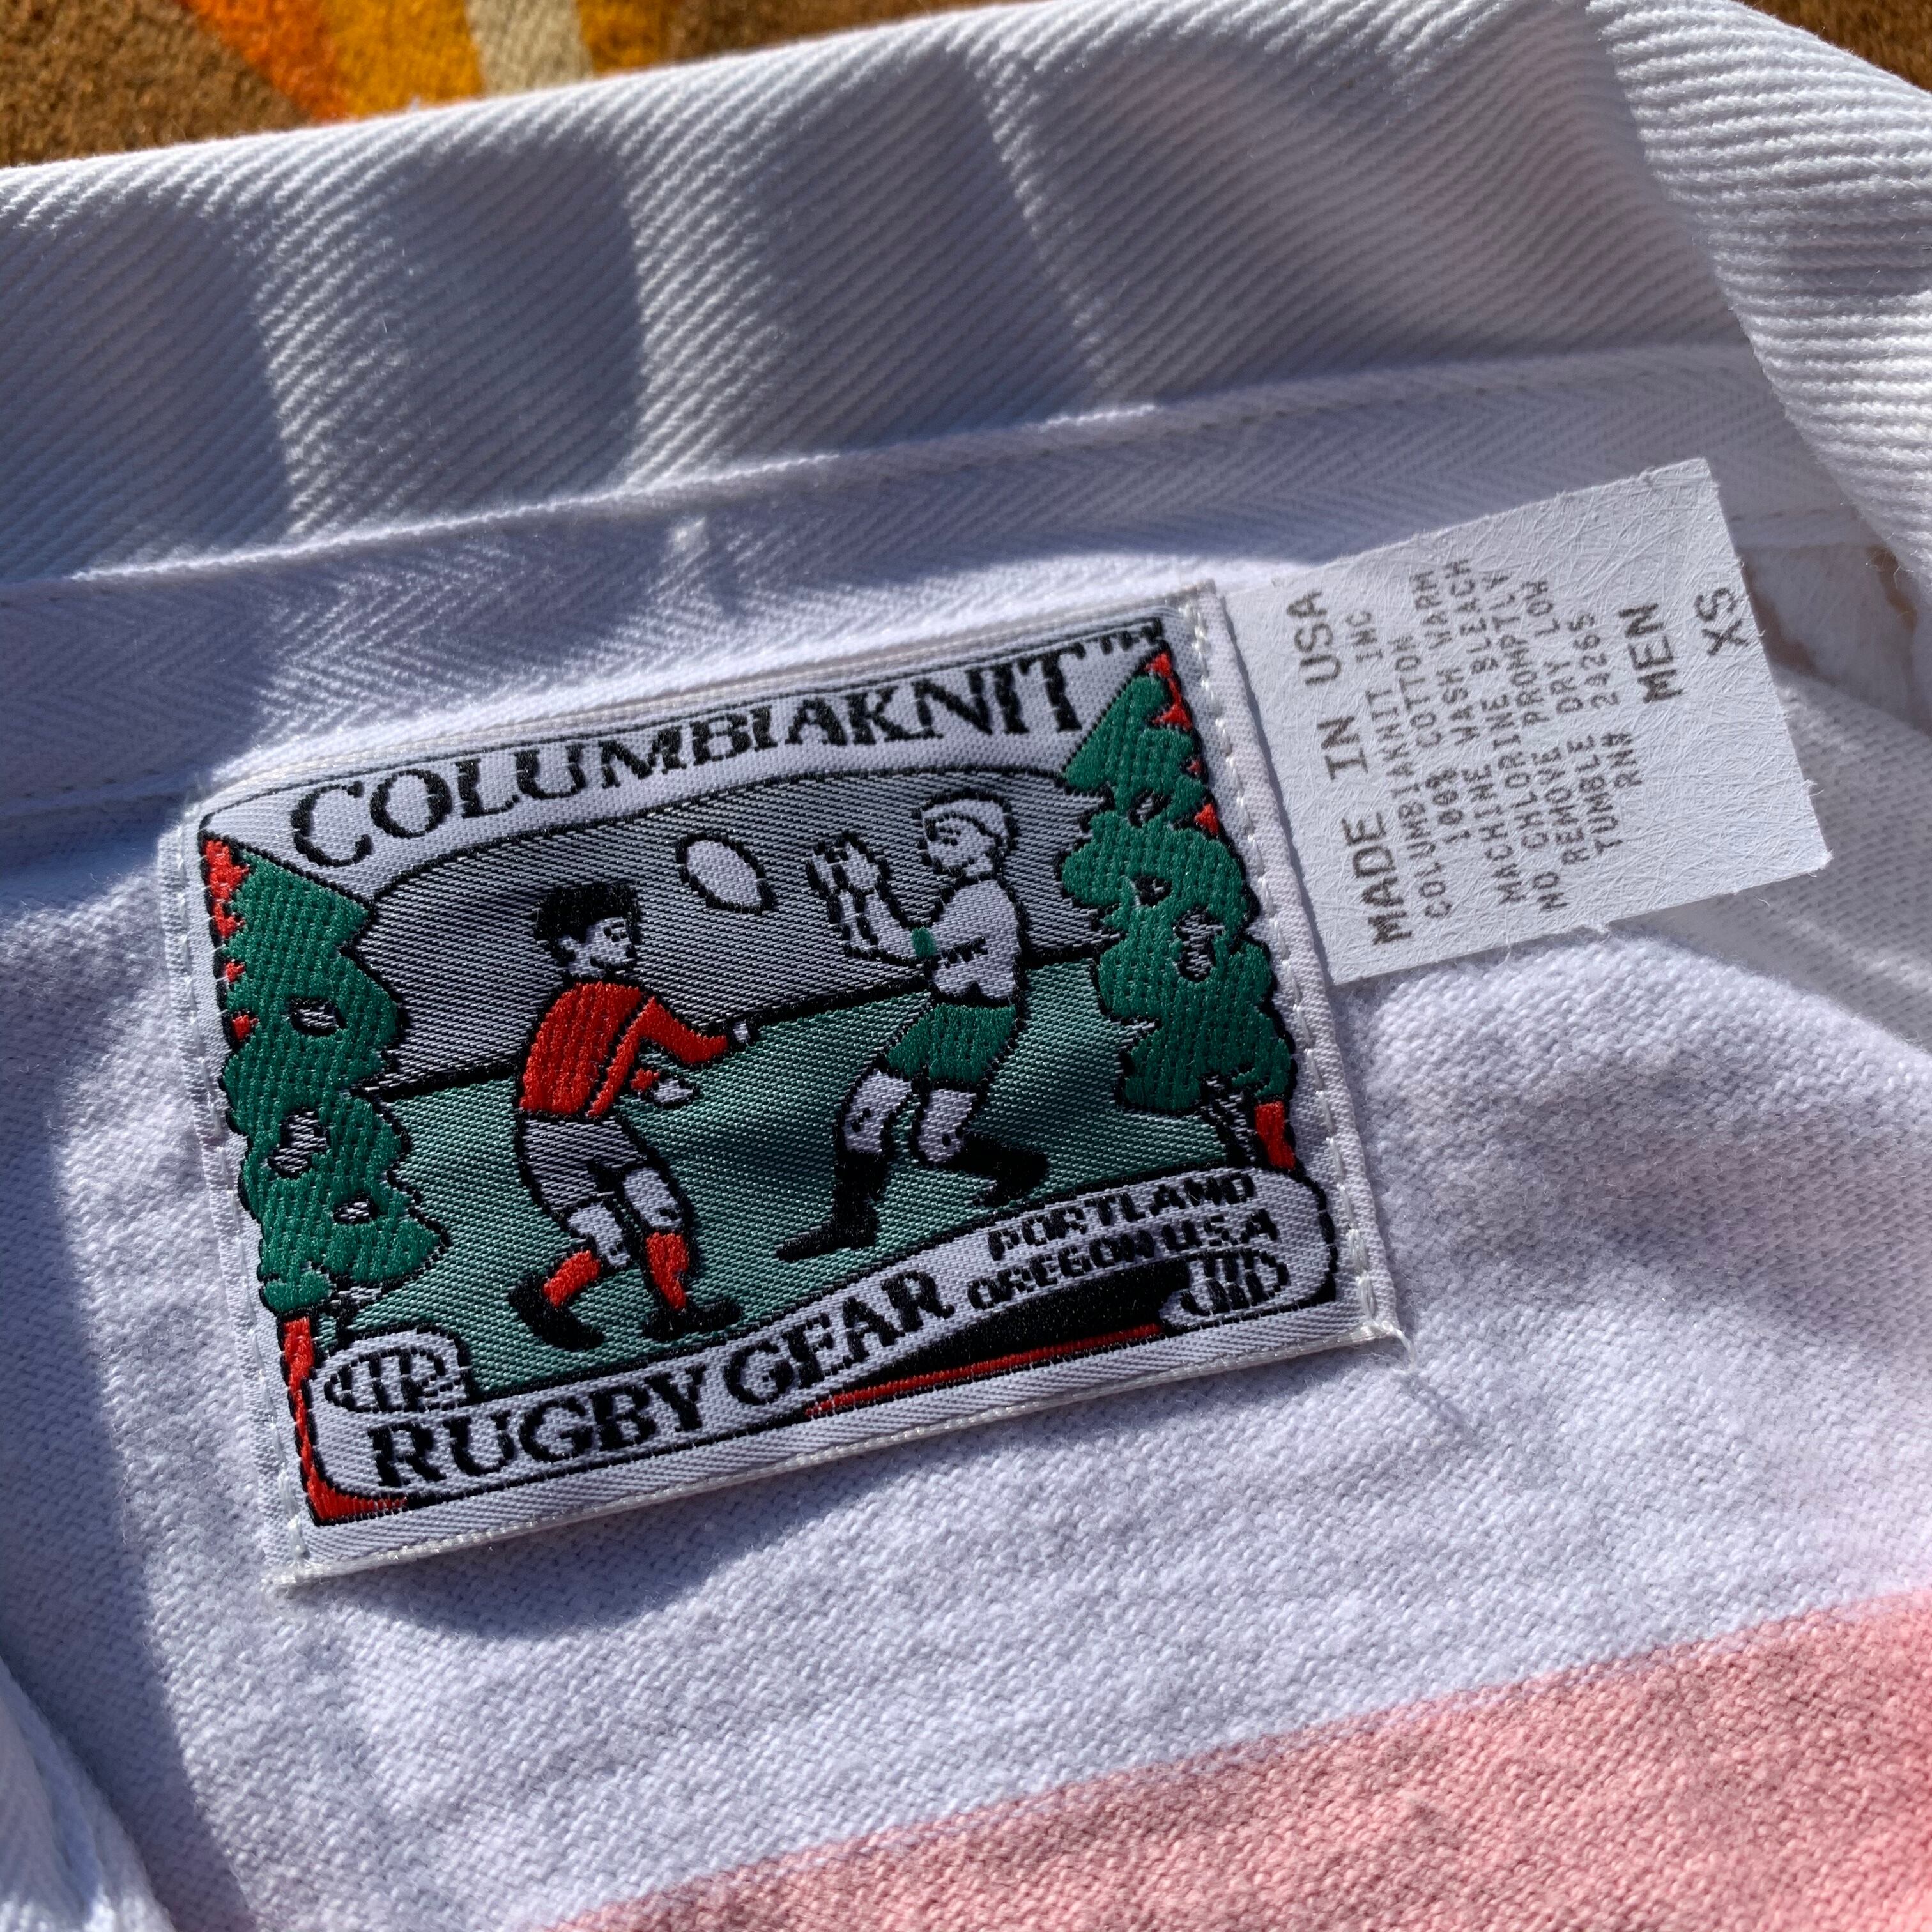 COLUMBIAKNIT™
PORTLAND
OREGON U.S.A
RUGBY GEAR
MADE IN USA
COLUMBIAKNIT INC
100% COTTON
MACHINE WASH WARM
NO CHLORINE BLEACH
REMOVE PROMPTLY
TUMBLE DRY LOW
RN# 24265
MEN
XS